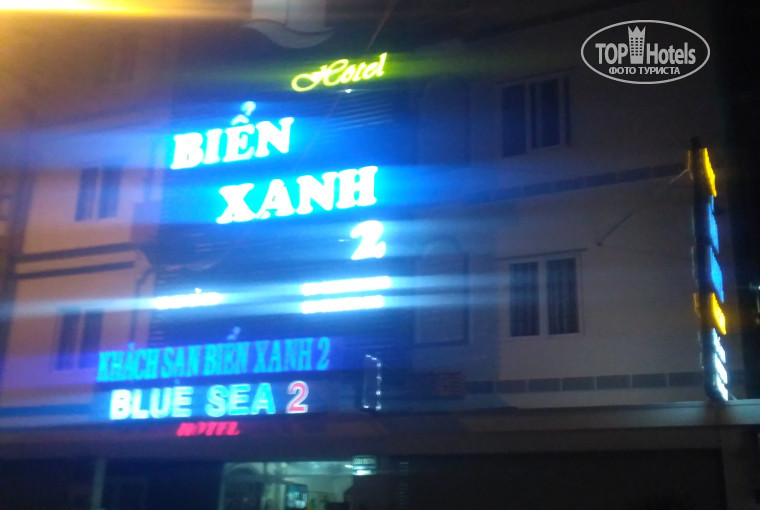 TOP Hotels
ФОТО ТУРИСТА
Hotel
BIỂN
XANH
2
KHÁCH SẠN BIỂN XANH 2
BLUE SEA 2
HOTEL